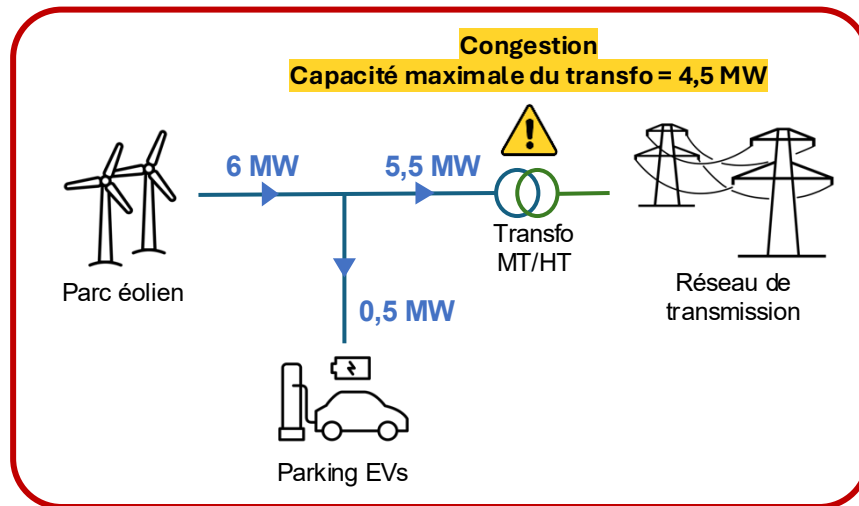 Congestion
Capacité maximale du transfo = 4,5 MW
6 MW
5,5 MW
Transfo
MT/HT
Parc éolien
Réseau de
transmission
0,5 MW
Parking EVs